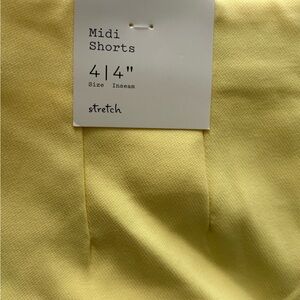 Midi
Shorts
4|4"
Size Inseam
stretch